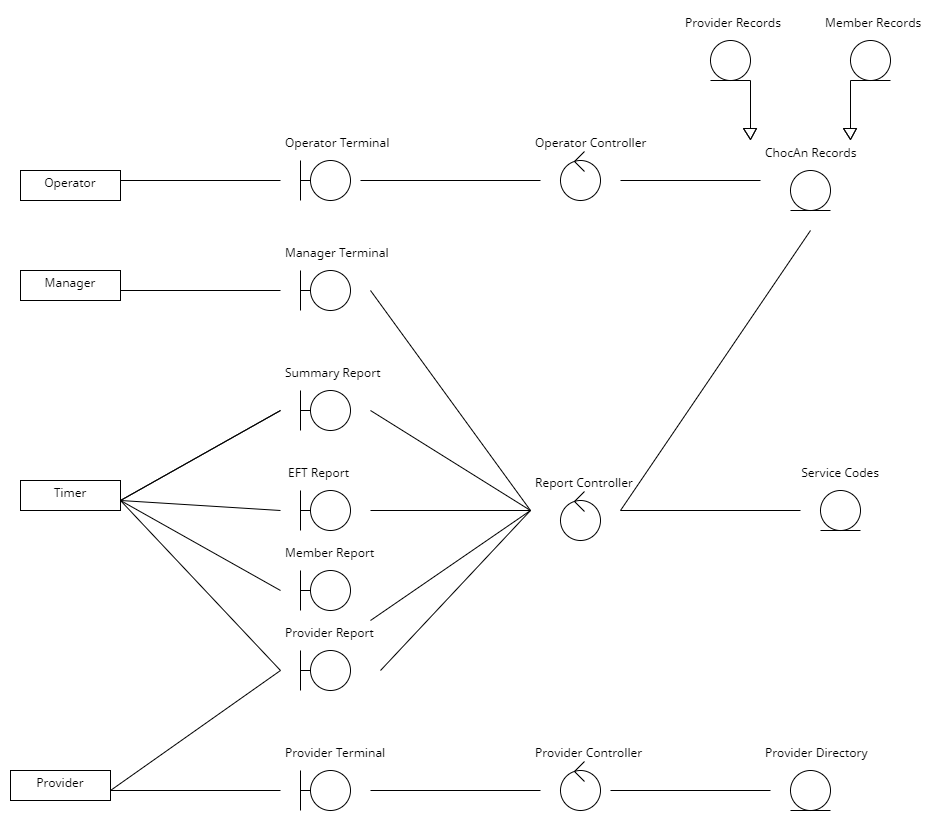 Provider Records
Member Records
Operator Terminal
Operator Controller
ChocAn Records
Operator
Manager Terminal
Manager
Summary Report
EFT Report
Report Controller
Service Codes
Timer
Member Report
Provider Report
Provider Terminal
Provider Controller
Provider Directory
Provider